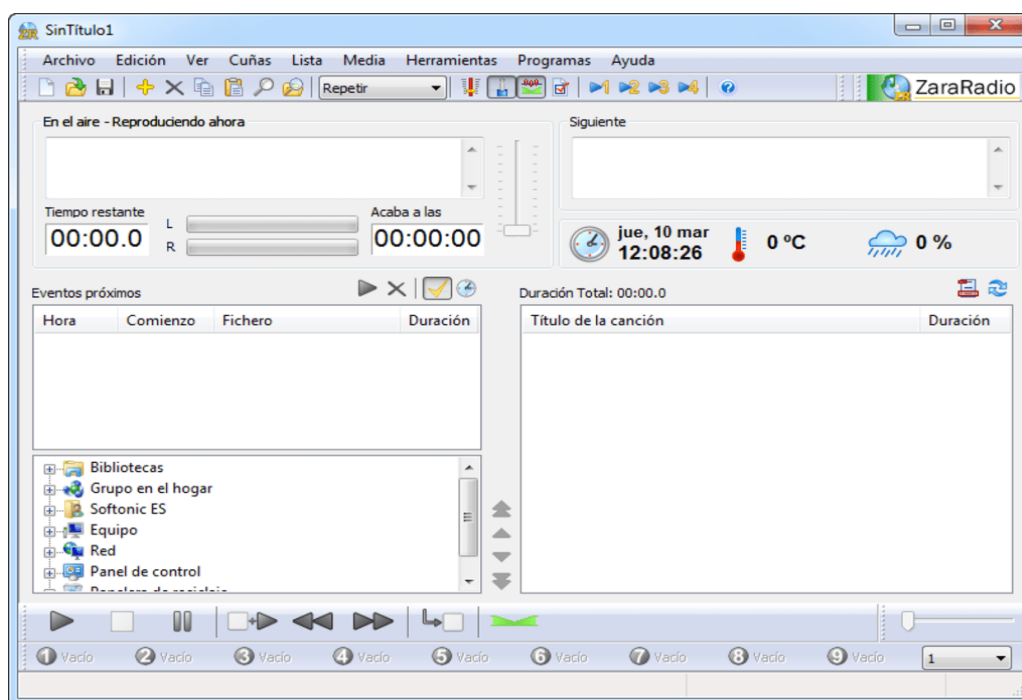 SinTítulo1
Archivo Edición Ver Cuñas Lista Media Herramientas Programas Ayuda
Repetir 1 2 3 4 ZaraRadio
En el aire - Reproduciendo ahora
Siguiente
Tiempo restante
L
R
Acaba a las
00:00.0
00:00:00
jue, 10 mar
12:08:26
0 ºC
0 %
Eventos próximos
Duración Total: 00:00.0
Hora Comienzo Fichero Duración
Título de la canción Duración
Bibliotecas
Grupo en el hogar
Softonic ES
Equipo
Red
Panel de control
1 Vacío 2 Vacío 3 Vacío 4 Vacío 5 Vacío 6 Vacío 7 Vacío 8 Vacío 9 Vacío 1